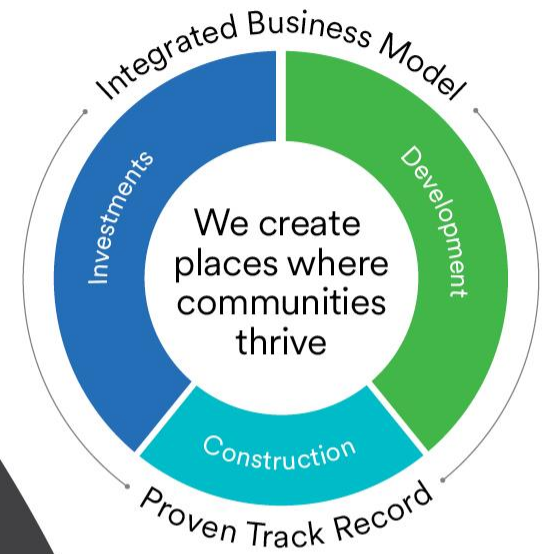 Integrated Business Model
Investments
Development
We create
places where
communities
thrive
Construction
Proven Track Record